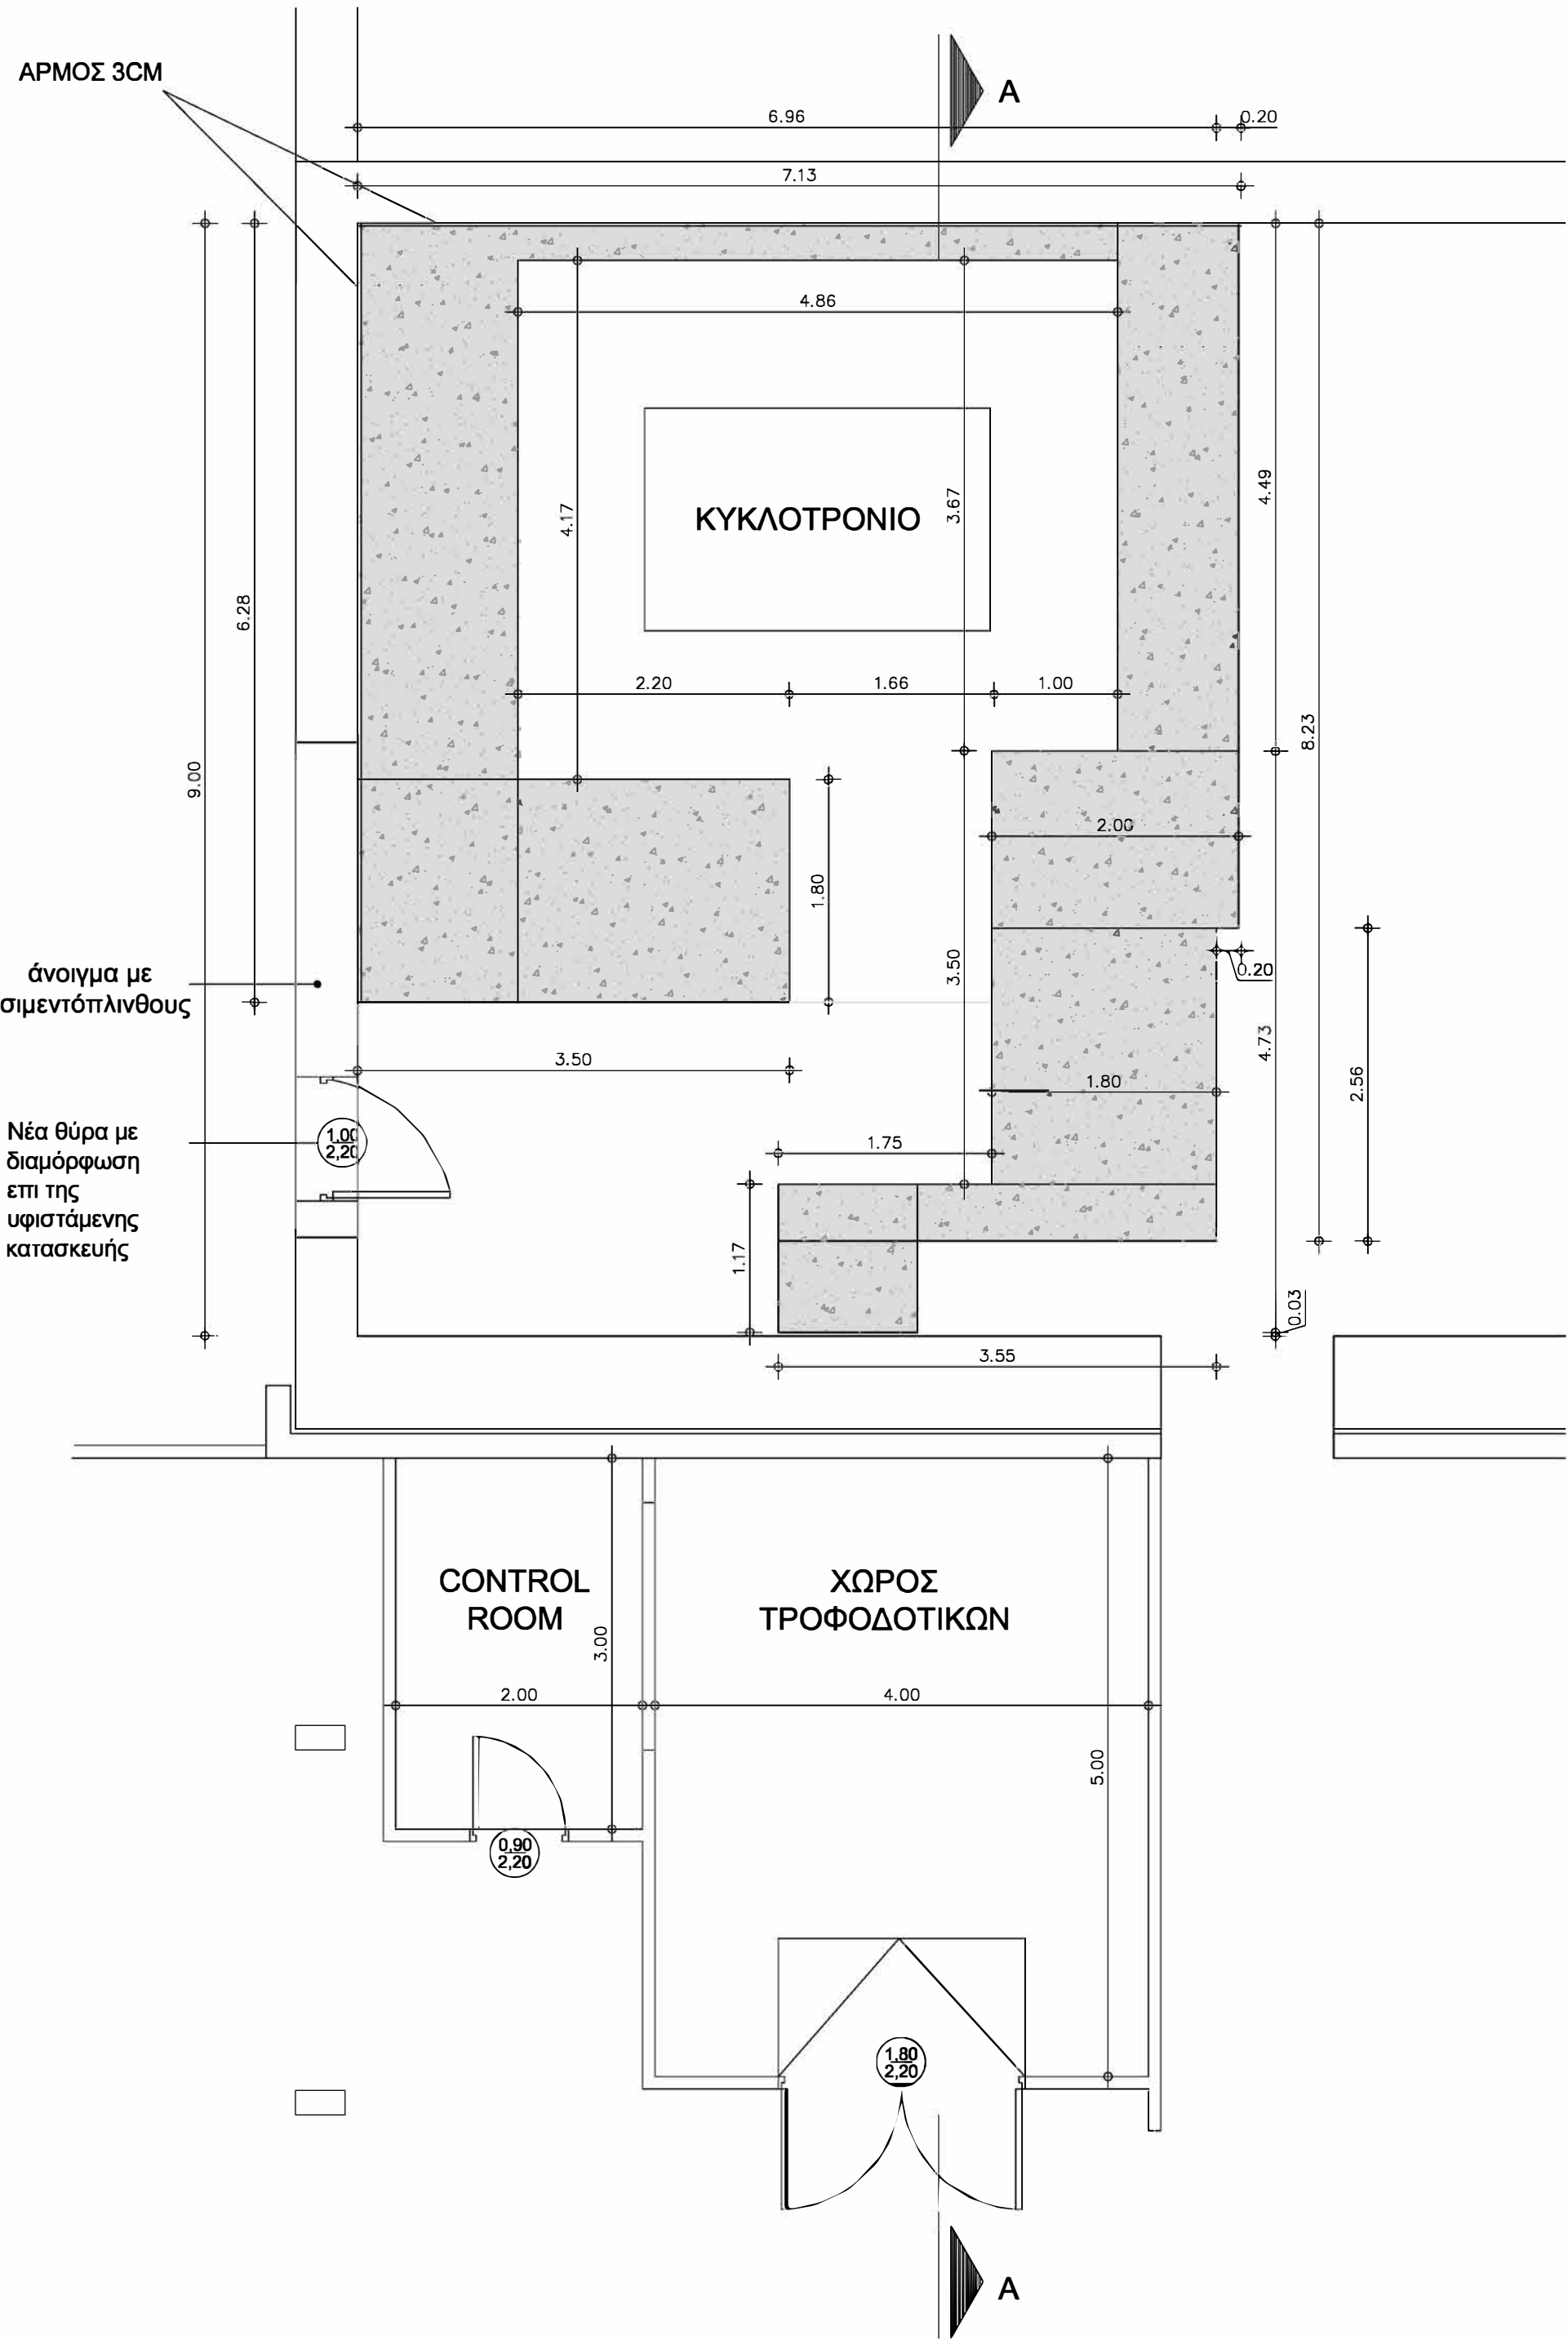 ΑΡΜΟΣ 3CM
A
6.96
0.20
7.13
4.86
ΚΥΚΛΟΤΡΟΝΙΟ
4.17
3.67
4.49
6.28
9.00
8.23
2.20
1.66
1.00
2.00
1.80
3.50
0.20
4.73
2.56
άνοιγμα με
σιμεντόπλινθους
3.50
1.80
Νέα θύρα με
διαμόρφωση
επι της
υφιστάμενης
κατασκευής
1.00
2,20
1.75
1.17
0.03
3.55
CONTROL
ROOM
ΧΩΡΟΣ
ΤΡΟΦΟΔΟΤΙΚΩΝ
3.00
2.00
4.00
5.00
0,90
2,20
1,80
2,20
A